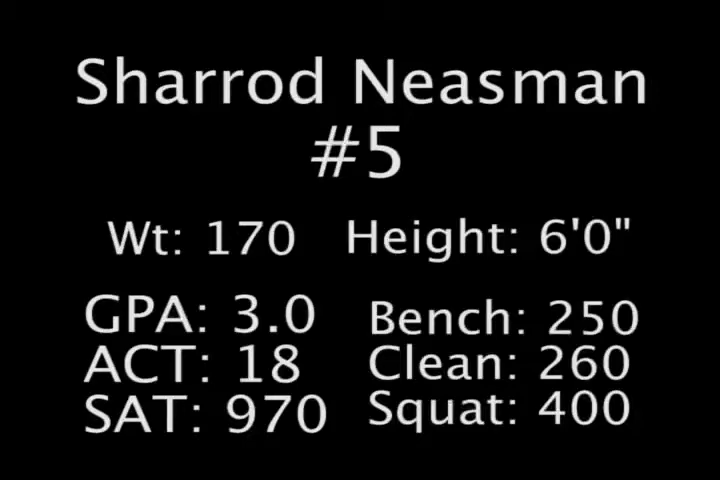 Sharrod Neasman
#5
Wt: 170 Height: 6'0"
GPA: 3.0 Bench: 250
ACT: 18 Clean: 260
SAT: 970 Squat: 400